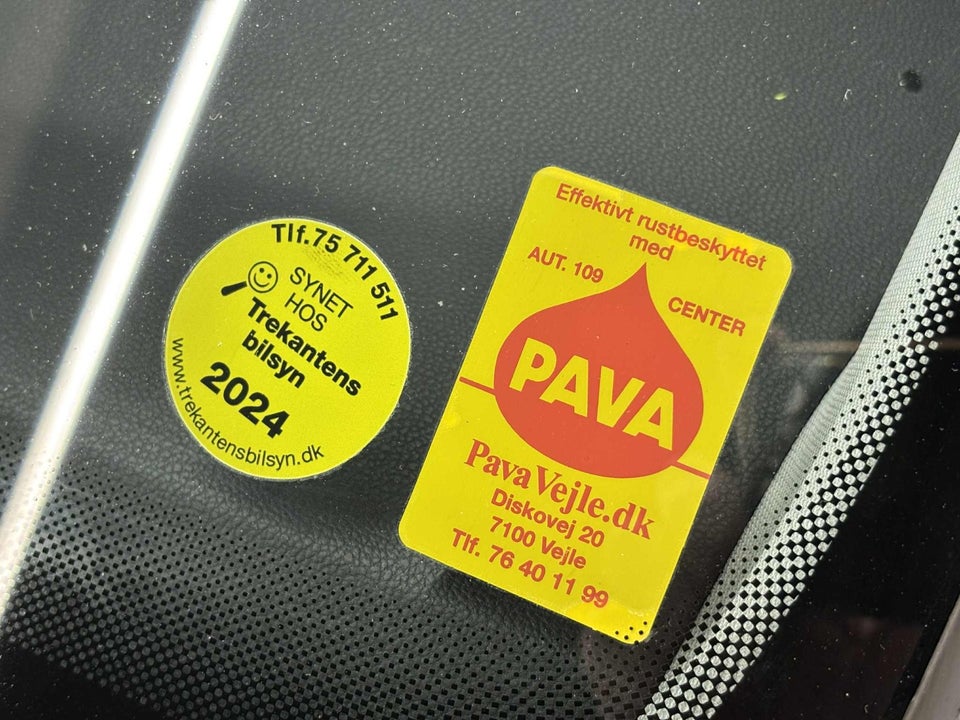 Tlf.75 711 511
SYNET
HOS
Trekantens
bilsyn
2024
www.trekantensbilsyn.dk
Effektivt rustbeskyttet
med
AUT. 109
CENTER
PAVA
PavaVejle.dk
Diskovej 20
7100 Vejle
Tlf. 76 40 11 99